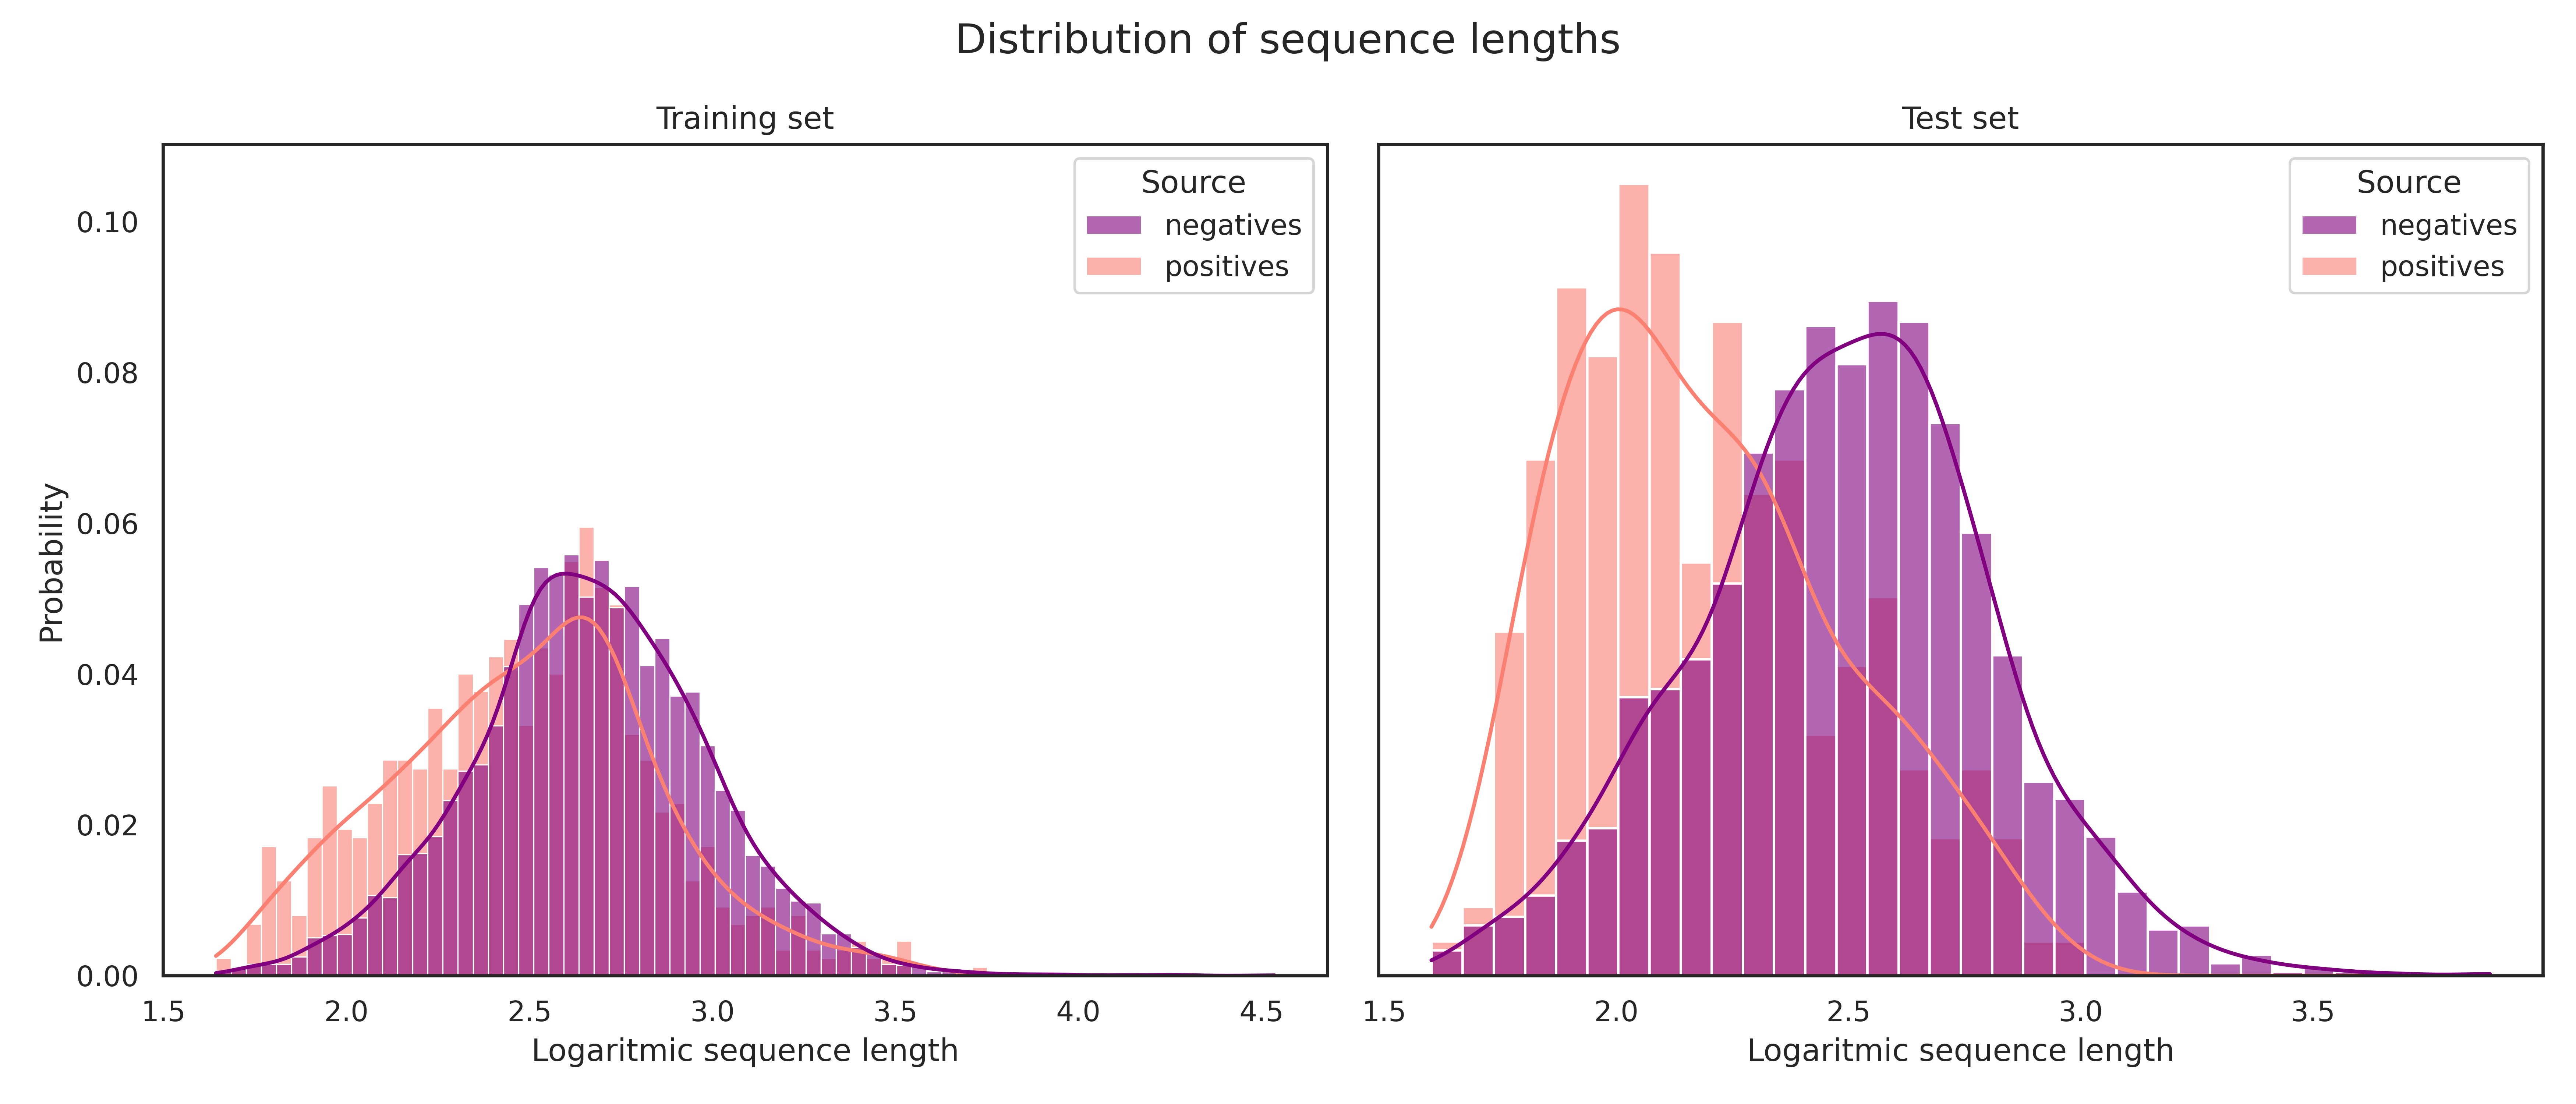 Distribution of sequence lengths
Training set
Test set
Source
negatives
positives
Source
negatives
positives
Probability
0.10
0.08
0.06
0.04
0.02
0.00
1.5 2.0 2.5 3.0 3.5 4.0 4.5
1.5 2.0 2.5 3.0 3.5
Logaritmic sequence length
Logaritmic sequence length